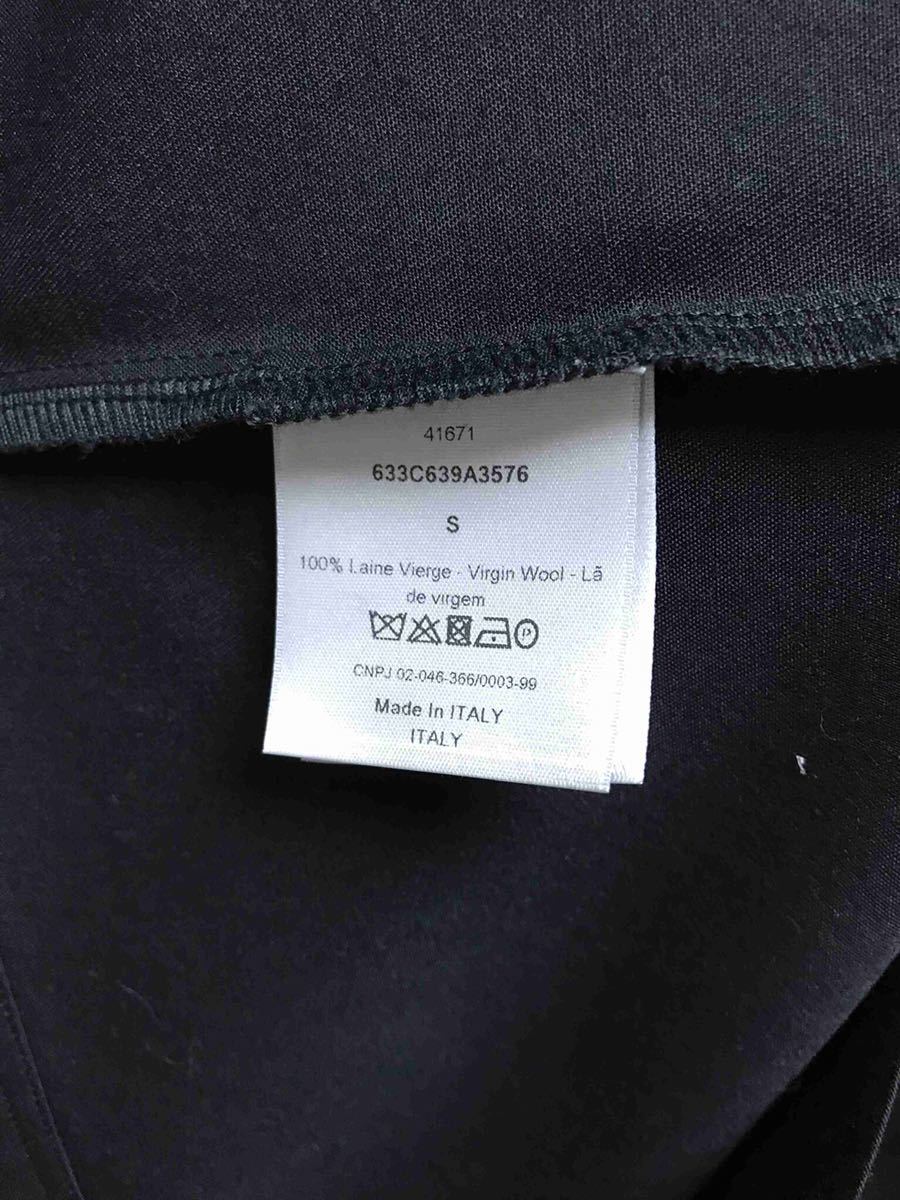 41671
633C639A3576
S
100% Laine Vierge - Virgin Wool - Lã
de virgem
P
CNPJ 02-046-366/0003-99
Made In ITALY
ITALY